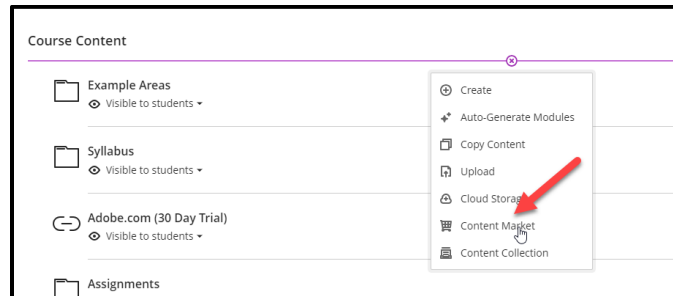 Course Content
Example Areas
Visible to students
Syllabus
Visible to students
Adobe.com (30 Day Trial)
Visible to students
Assignments
Create
Auto-Generate Modules
Copy Content
Upload
Cloud Storage
Content Market
Content Collection